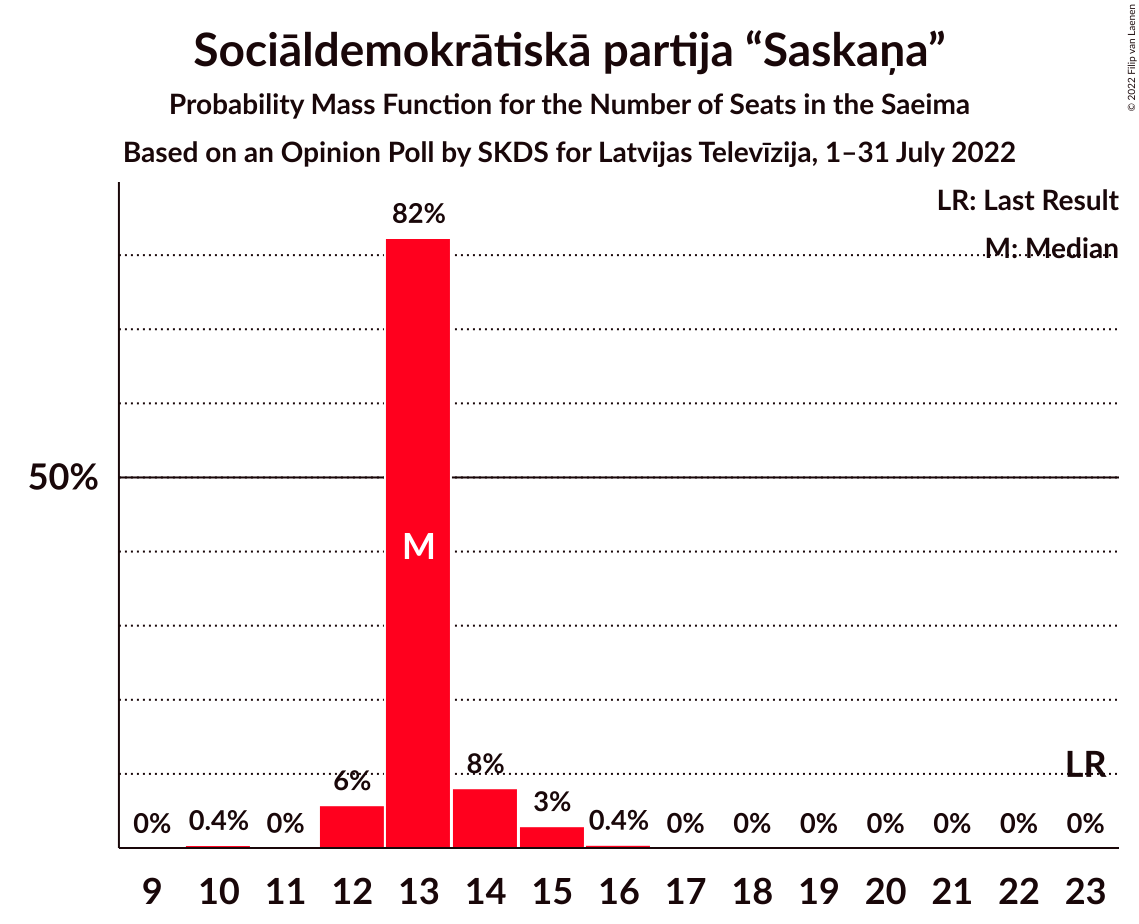 Sociāldemokrātiskā partija “Saskaņa”
Probability Mass Function for the Number of Seats in the Saeima
Based on an Opinion Poll by SKDS for Latvijas Televīzija, 1–31 July 2022
© 2022 Filip van Laenen
LR: Last Result
M: Median
82%
50%
M
6%
8%
3%
LR
0%
0.4%
0%
0.4%
0%
0%
0%
0%
0%
0%
0%
9 10 11 12 13 14 15 16 17 18 19 20 21 22 23